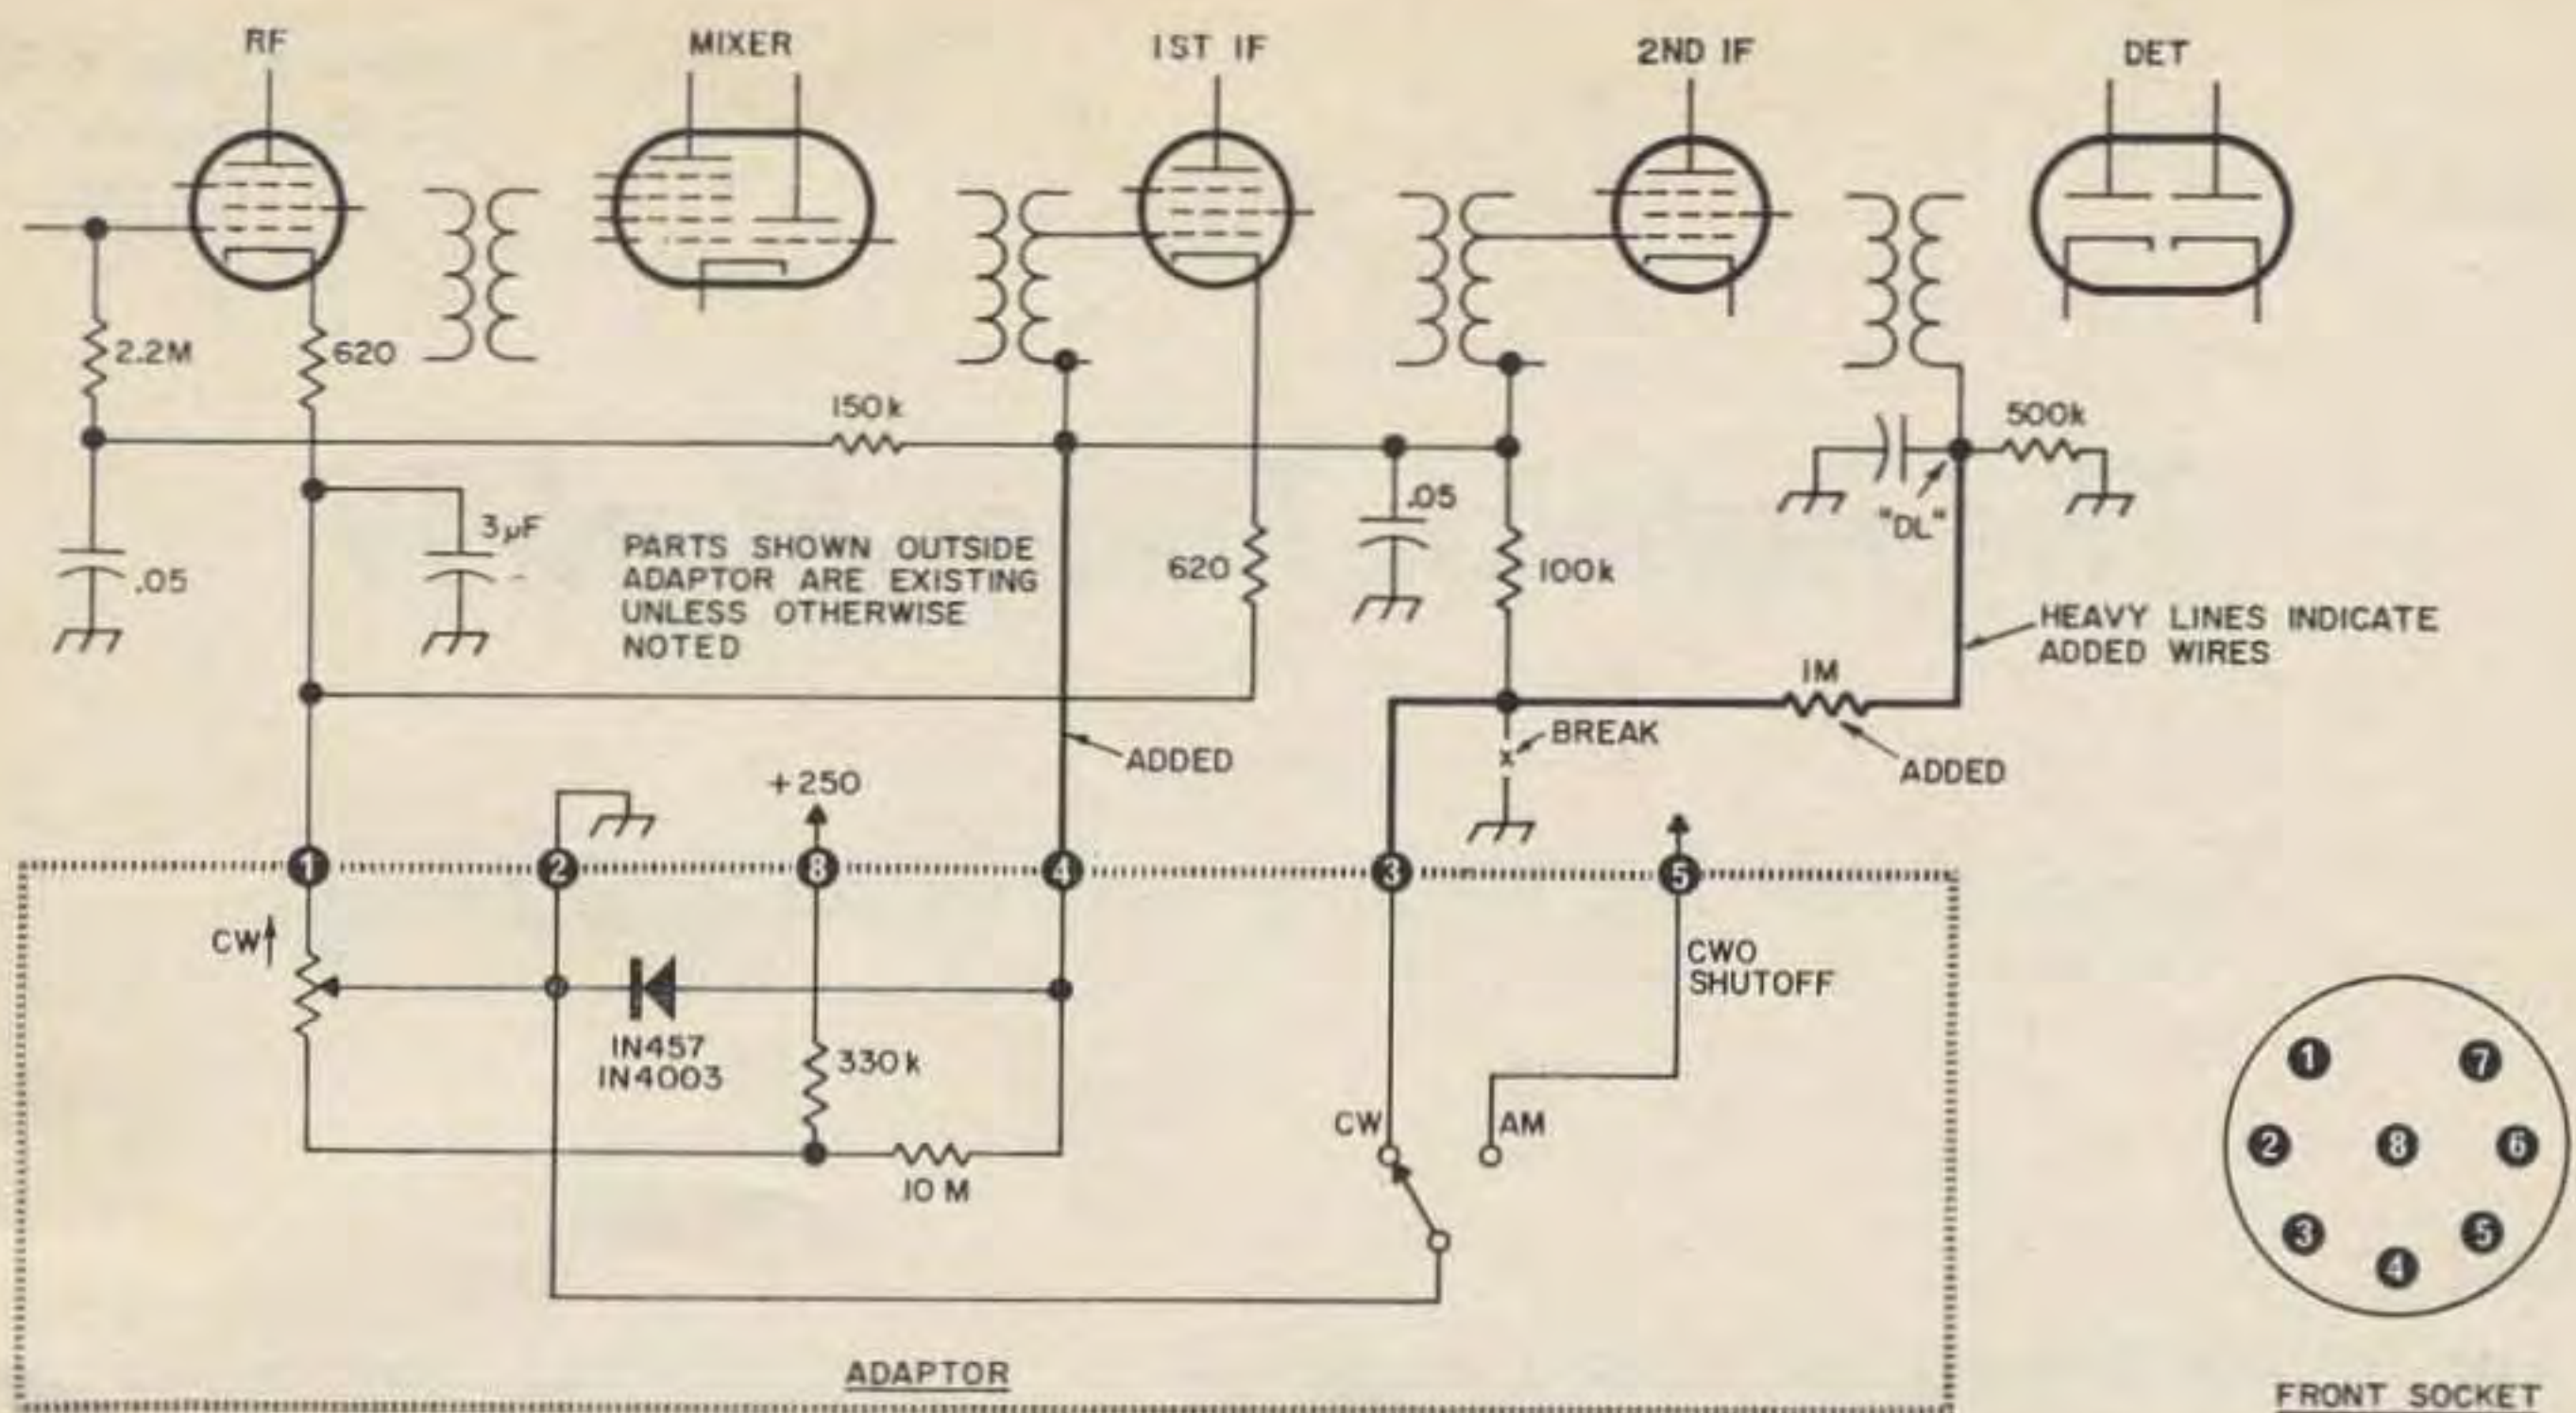 RF
MIXER
1ST IF
2ND IF
DET
2.2M
620
150k
500k
.05
3µF
PARTS SHOWN OUTSIDE
ADAPTOR ARE EXISTING
UNLESS OTHERWISE
NOTED
620
.05
100k
"DL"
HEAVY LINES INDICATE
ADDED WIRES
1M
BREAK
ADDED
ADDED
+250
1
2
8
4
3
5
CW
CWO
SHUTOFF
IN457
IN4003
330k
10 M
CW
AM
1
7
2
8
6
3
5
4
ADAPTOR
FRONT SOCKET